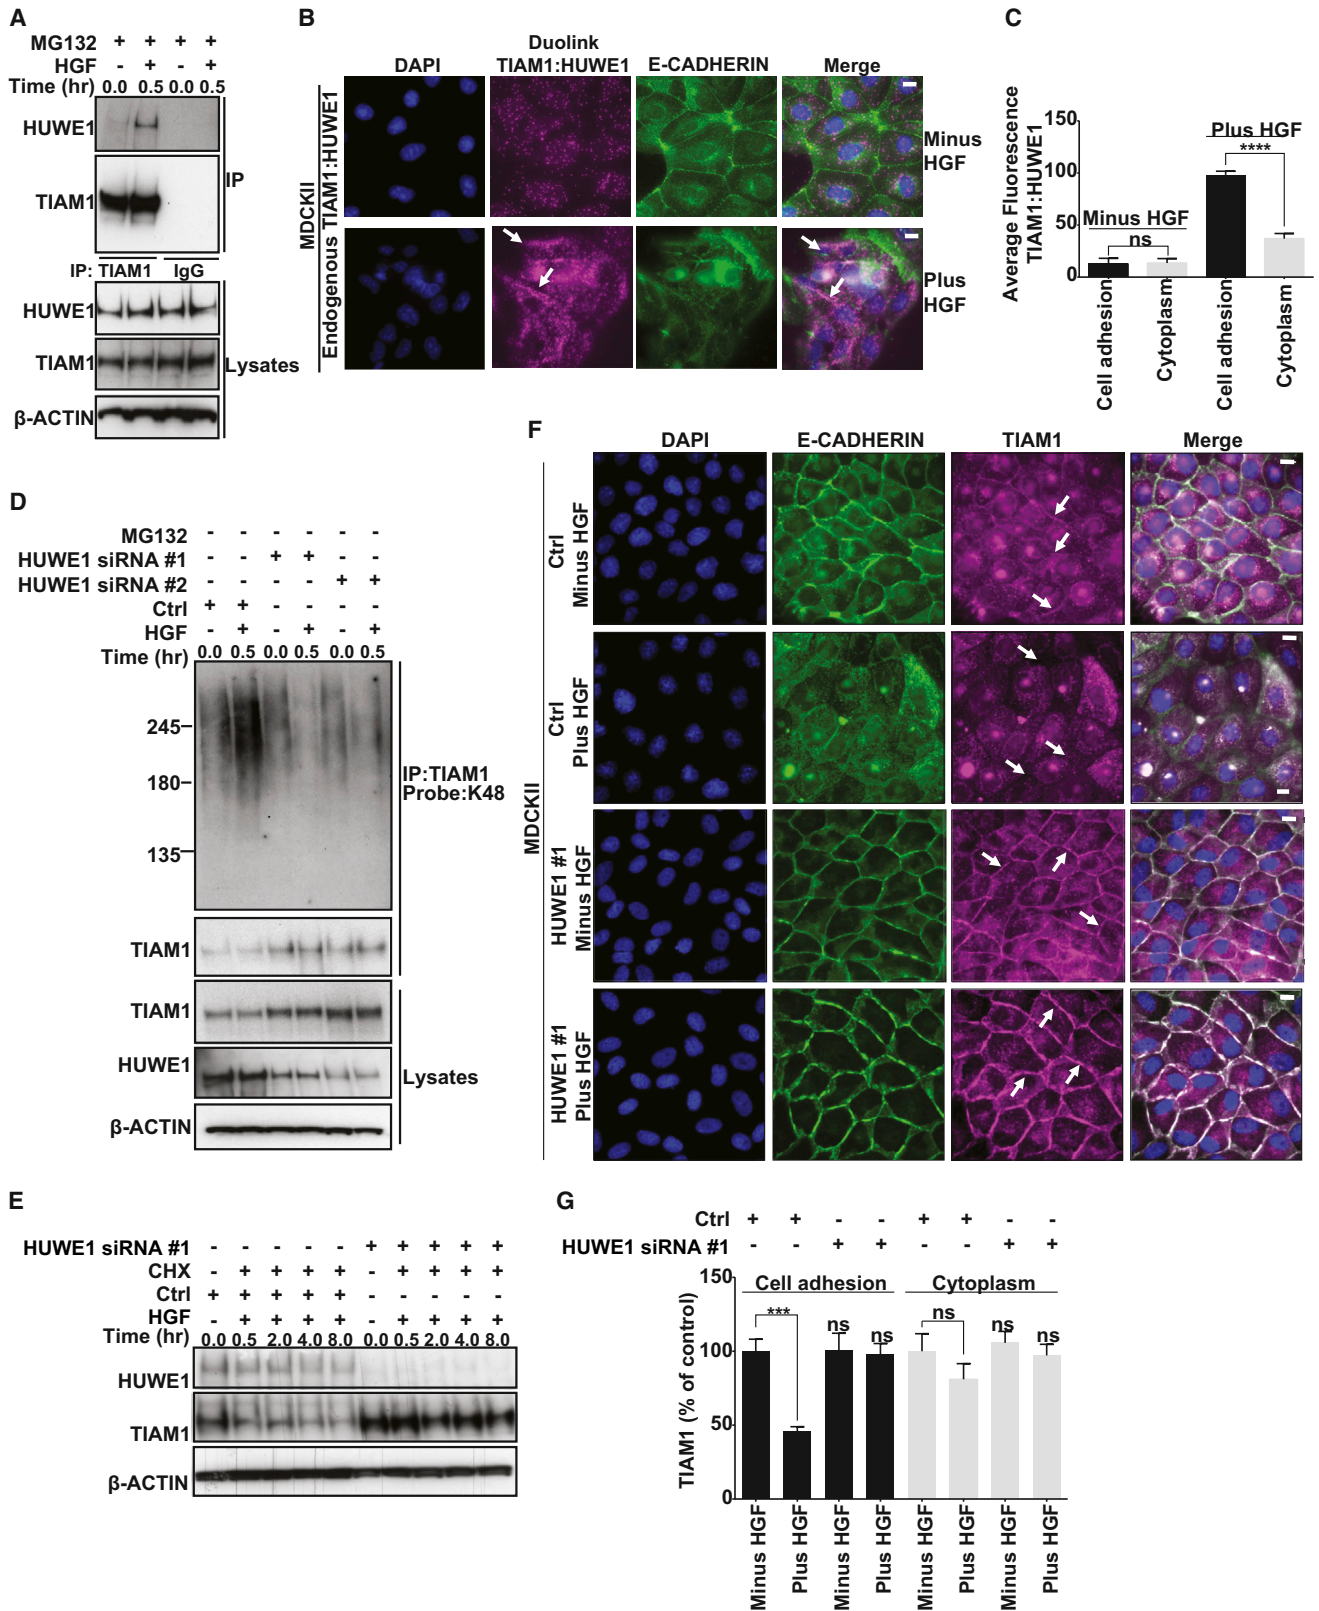 A
MG132 + + + +
HGF - + - +
Time (hr) 0.0 0.5 0.0 0.5
HUWE1
TIAM1
IP
IP: TIAM1 IgG
HUWE1
TIAM1
Lysates
β-ACTIN
B
DAPI
Duolink
TIAM1:HUWE1
E-CADHERIN
Merge
MDCKII
Endogenous TIAM1:HUWE1
Minus
HGF
Plus
HGF
C
Average Fluorescence
TIAM1:HUWE1
150
100
50
0
Minus HGF
ns
Plus HGF
****
Cell adhesion
Cytoplasm
Cell adhesion
Cytoplasm
D
MG132 - - - - - -
HUWE1 siRNA #1 - - + + - -
HUWE1 siRNA #2 - - - - + +
Ctrl + + - - - -
HGF - + - + - +
Time (hr) 0.0 0.5 0.0 0.5 0.0 0.5
245
180
135
IP:TIAM1
Probe:K48
TIAM1
TIAM1
HUWE1
Lysates
β-ACTIN
E
HUWE1 siRNA #1 - - - - - + + + + +
CHX - + + + + - + + + +
Ctrl + + + + + - - - - -
HGF - + + + + - + + + +
Time (hr) 0.0 0.5 2.0 4.0 8.0 0.0 0.5 2.0 4.0 8.0
HUWE1
TIAM1
β-ACTIN
F
DAPI E-CADHERIN TIAM1 Merge
MDCKII
Ctrl
Minus HGF
Ctrl
Plus HGF
HUWE1 #1
Minus HGF
HUWE1 #1
Plus HGF
G
Ctrl + + - - + + - -
HUWE1 siRNA #1 - - + + - - + +
TIAM1 (% of control)
150
100
50
0
Cell adhesion
Cytoplasm
***
ns
ns
ns
ns
ns
Minus HGF
Plus HGF
Minus HGF
Plus HGF
Minus HGF
Plus HGF
Minus HGF
Plus HGF